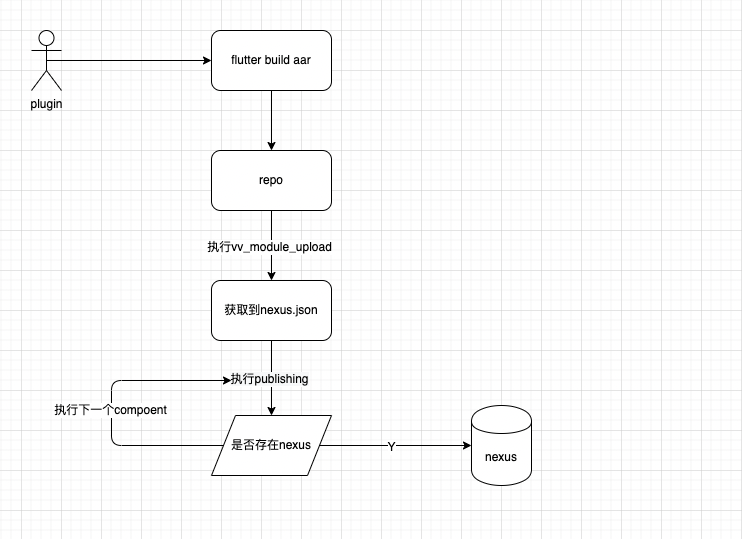 flutter build aar
plugin
repo
执行vv_module_upload
获取到nexus.json
执行publishing
执行下一个compoent
是否存在nexus
Y
nexus